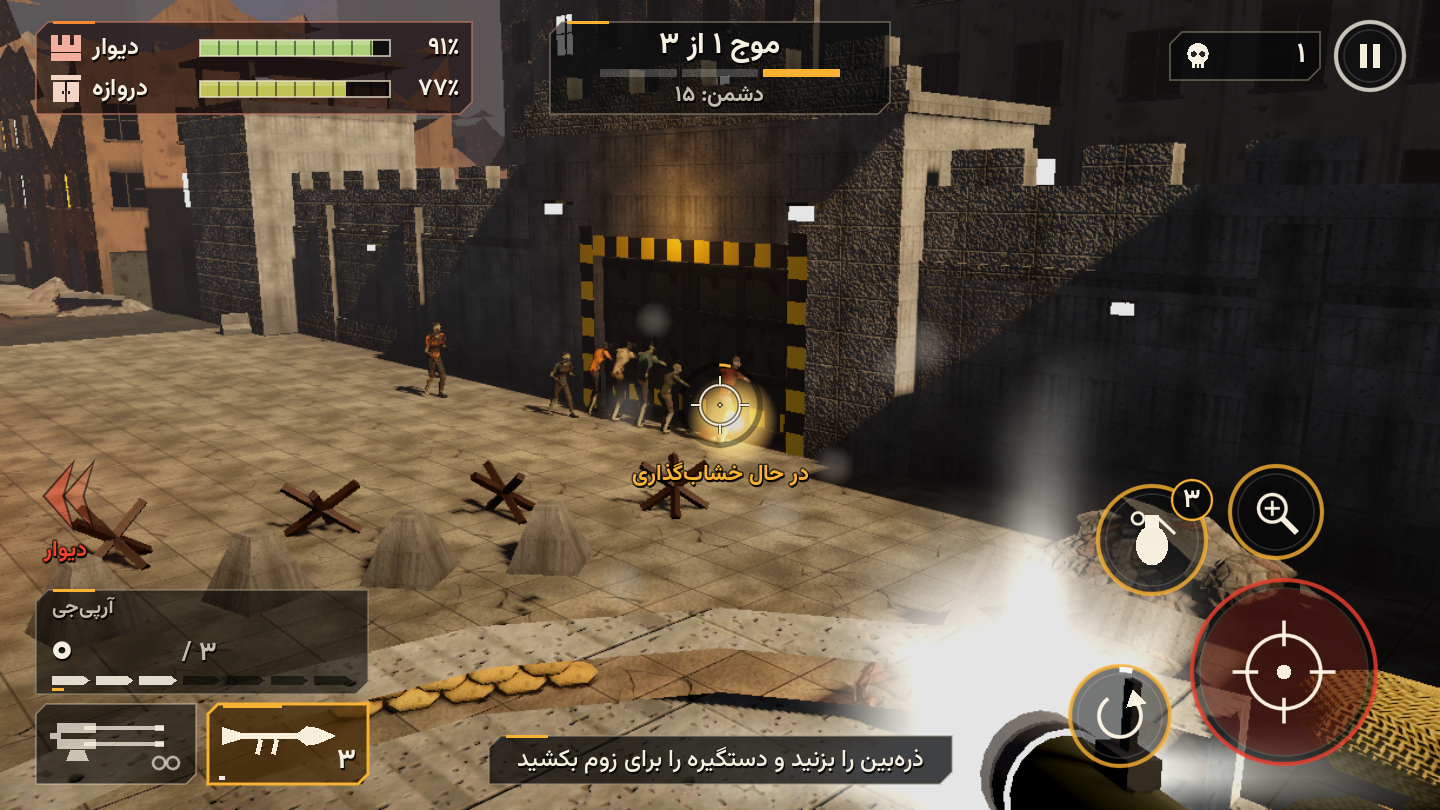 دیوار ۹۱٪
دروازه ۷۷٪
موج ۱ از ۳
دشمن: ۱۵
۱
در حال خشاب‌گذاری
دیوار
۳
آرپی‌جی
۰ / ۳
∞
۳
ذره‌بین را بزنید و دستگیره را برای زوم بکشید